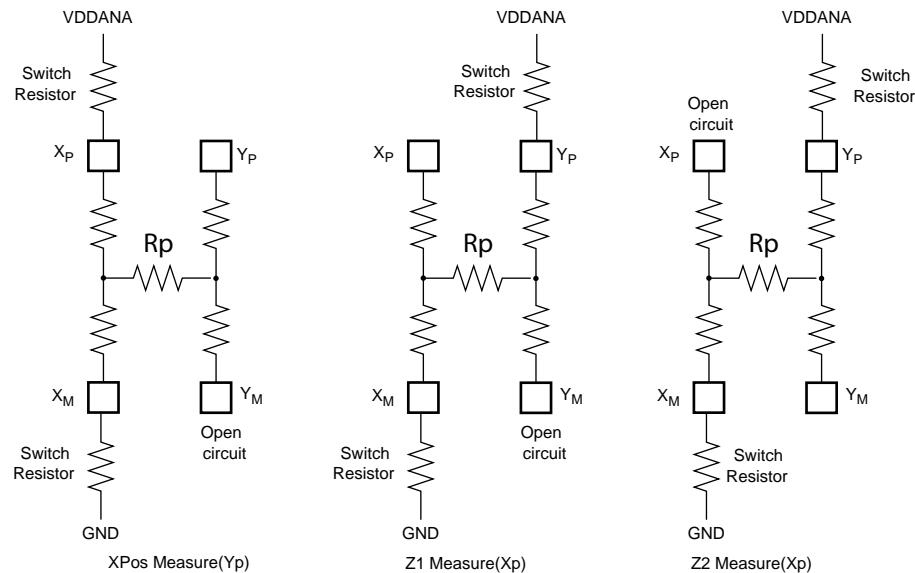 VDDANA
Switch
Resistor
XP
YP
Rp
XM
YM
Open
circuit
Switch
Resistor
GND
XPos Measure(Yp)
VDDANA
Switch
Resistor
XP
YP
Rp
XM
YM
Open
circuit
Switch
Resistor
GND
Z1 Measure(Xp)
VDDANA
Switch
Resistor
Open
circuit
XP
YP
Rp
XM
YM
Switch
Resistor
GND
Z2 Measure(Xp)